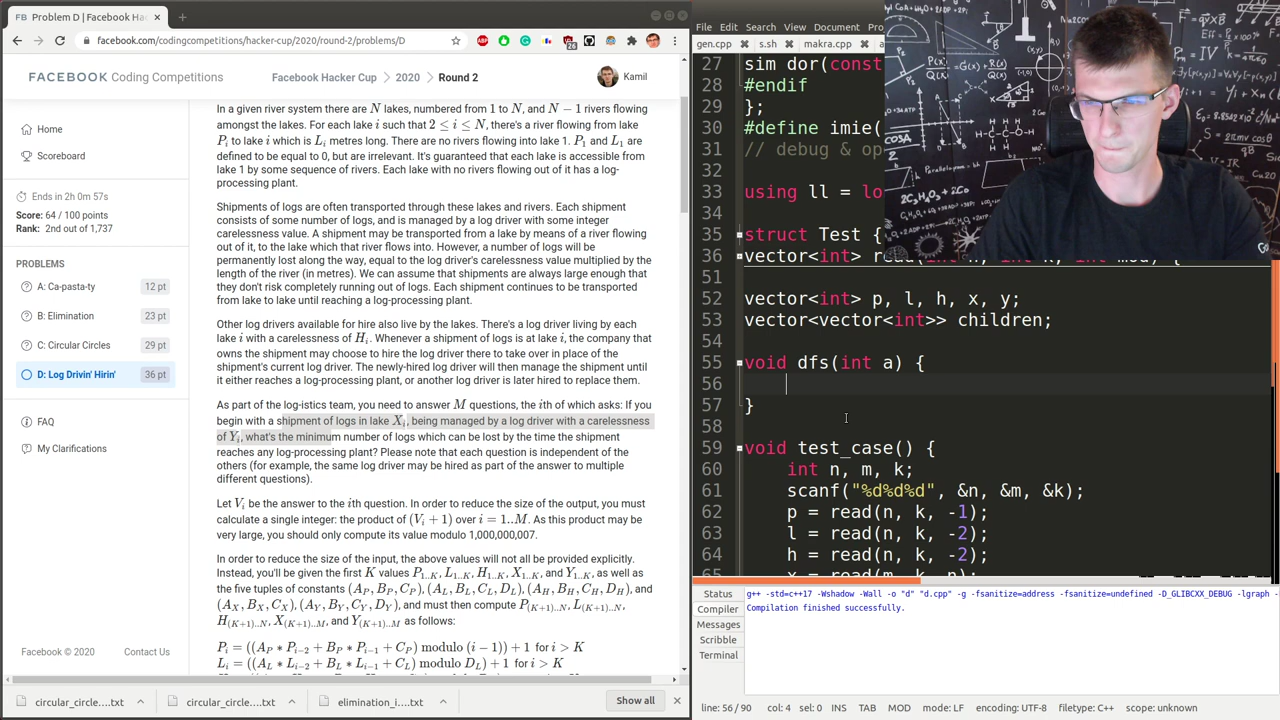 Problem D | Facebook Hac
facebook.com/codingcompetitions/hacker-cup/2020/round-2/problems/D
FACEBOOK Coding Competitions
Facebook Hacker Cup 2020 Round 2
Kamil
Home
Scoreboard
Ends in 2h 0m 57s
Score: 64 / 100 points
Rank: 2nd out of 1,737
PROBLEMS
A: Ca-pasta-ty 12 pt
B: Elimination 23 pt
C: Circular Circles 29 pt
D: Log Drivin' Hirin' 36 pt
FAQ
My Clarifications
Facebook © 2020 Contact Us
In a given river system there are N lakes, numbered from 1 to N, and N − 1 rivers flowing
amongst the lakes. For each lake i such that 2 ≤ i ≤ N, there's a river flowing from lake
P_i to lake i which is L_i metres long. There are no rivers flowing into lake 1. P_1 and L_1 are
defined to be equal to 0, but are irrelevant. It's guaranteed that each lake is accessible from
lake 1 by some sequence of rivers. Each lake with no rivers flowing out of it has a log-
processing plant.
Shipments of logs are often transported through these lakes and rivers. Each shipment
consists of some number of logs, and is managed by a log driver with some integer
carelessness value. A shipment may be transported from a lake by means of a river flowing
out of it, to the lake which that river flows into. However, a number of logs will be
permanently lost along the way, equal to the log driver's carelessness value multiplied by the
length of the river (in metres). We can assume that shipments are always large enough that
they don't risk completely running out of logs. Each shipment continues to be transported
from lake to lake until reaching a log-processing plant.
Other log drivers available for hire also live by the lakes. There's a log driver living by each
lake i with a carelessness of H_i. Whenever a shipment of logs is at lake i, the company that
owns the shipment may choose to hire the log driver there to take over in place of the
shipment's current log driver. The newly-hired log driver will then manage the shipment until
it either reaches a log-processing plant, or another log driver is later hired to replace them.
As part of the log-istics team, you need to answer M questions, the ith of which asks: If you
begin with a shipment of logs in lake X_i, being managed by a log driver with a carelessness
of Y_i, what's the minimum number of logs which can be lost by the time the shipment
reaches any log-processing plant? Please note that each question is independent of the
others (for example, the same log driver may be hired as part of the answer to multiple
different questions).
Let V_i be the answer to the ith question. In order to reduce the size of the output, you must
calculate a single integer: the product of (V_i + 1) over i = 1..M. As this product may be
very large, you should only compute its value modulo 1,000,000,007.
In order to reduce the size of the input, the above values will not all be provided explicitly.
Instead, you'll be given the first K values P_1..K, L_1..K, H_1..K, X_1..K, and Y_1..K, as well as
the five tuples of constants (A_P, B_P, C_P), (A_L, B_L, C_L, D_L), (A_H, B_H, C_H, D_H),
(A_X, B_X, C_X), (A_Y, B_Y, C_Y, D_Y), and must then compute P_(K+1)..N, L_(K+1)..N,
H_(K+1)..N, X_(K+1)..M, and Y_(K+1)..M as follows:
P_i = ((A_P * P_i−2 + B_P * P_i−1 + C_P) modulo (i − 1)) + 1 for i > K
L_i = ((A_L * L_i−2 + B_L * L_i−1 + C_L) modulo D_L) + 1 for i > K
circular_circle....txt
circular_circle....txt
elimination_i....txt
Show all
File Edit Search View Document
gen.cpp s.sh makra.cpp
27 sim dor(const
28 #endif
29 };
30 #define imie(
31 // debug & op
32
33 using ll = lo
34
35 struct Test {
36 vector<int> read(int n, int k, int mod) {
51
52 vector<int> p, l, h, x, y;
53 vector<vector<int>> children;
54
55 void dfs(int a) {
56
57 }
58
59 void test_case() {
60 int n, m, k;
61 scanf("%d%d%d", &n, &m, &k);
62 p = read(n, k, -1);
63 l = read(n, k, -2);
64 h = read(n, k, -2);
Status
Compiler
Messages
Scribble
Terminal
g++ -std=c++17 -Wshadow -Wall -o "d" "d.cpp" -g -fsanitize=address -fsanitize=undefined -D_GLIBCXX_DEBUG -lgraph
Compilation finished successfully.
line: 56 / 90 col: 4 sel: 0 INS TAB MOD mode: LF encoding: UTF-8 filetype: C++ scope: unknown